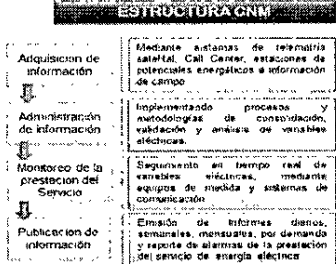 ESTRUCTURA CNM
Adquisicion de
información
Mediante sistemas de telemetría
satelital, Call Center, estaciones de
potenciales energéticos e información
de campo
Administración
de información
Implementando procesos y
metodologías de consolidación,
validación y análisis de variables
eléctricas.
Monitoreo de la
prestacion del
Servicio
Seguimiento en tiempo real de
variables eléctricas, mediante
equipos de medida y sistemas de
comunicación
Publicacion de
información
Emisión de informes diarios,
semanales, mensuales, por demanda
y reporte de alarmas de la prestación
del servicio de energía eléctrica